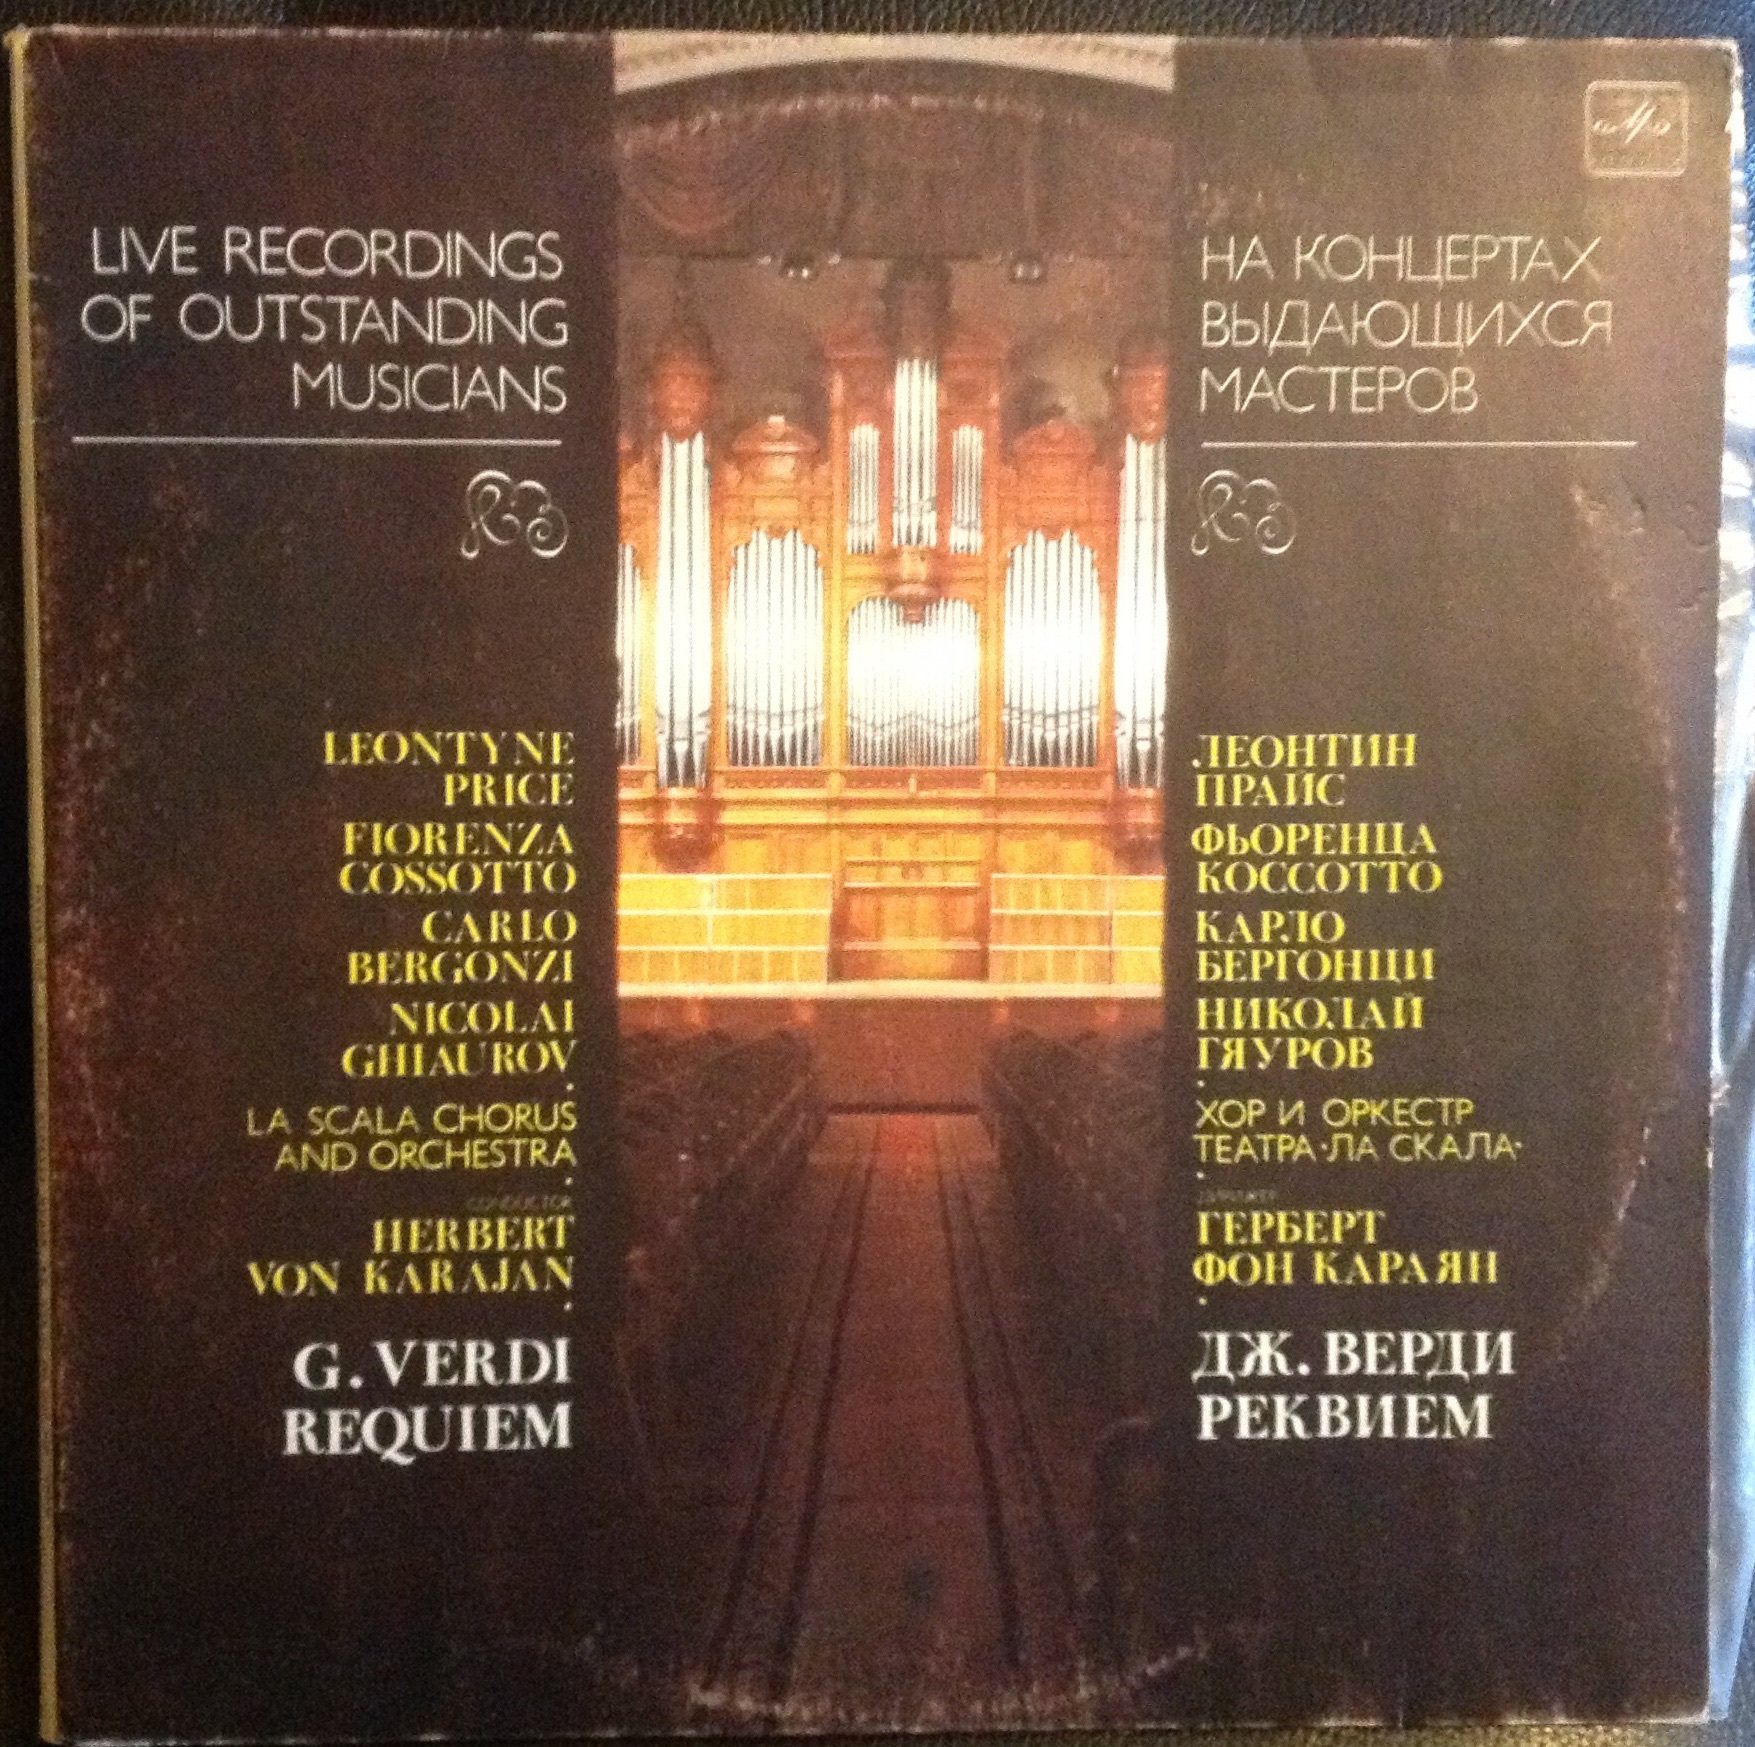 LIVE RECORDINGS
OF OUTSTANDING
MUSICIANS
LEONTYNE
PRICE
FIORENZA
COSSOTTO
CARLO
BERGONZI
NICOLAI
GHIAUROV
LA SCALA CHORUS
AND ORCHESTRA
CONDUCTOR
HERBERT
VON KARAJAN
G. VERDI
REQUIEM
НА КОНЦЕРТАХ
ВЫДАЮЩИХСЯ
МАСТЕРОВ
ЛЕОНТИН
ПРАЙС
ФЬОРЕНЦА
КОССОТТО
КАРЛО
БЕРГОНЦИ
НИКОЛАЙ
ГЯУРОВ
ХОР И ОРКЕСТР
ТЕАТРА «ЛА СКАЛА»
ДИРИЖЕР
ГЕРБЕРТ
ФОН КАРАЯН
ДЖ. ВЕРДИ
РЕКВИЕМ